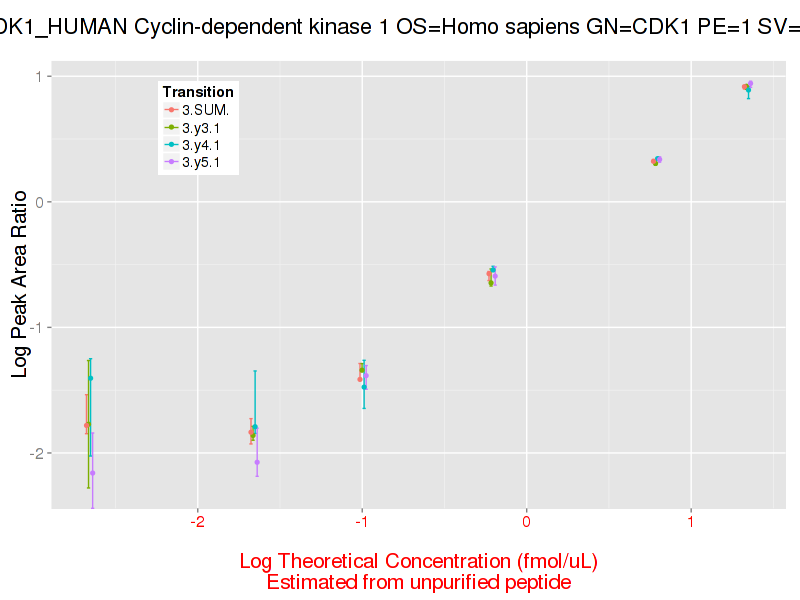 DK1_HUMAN Cyclin-dependent kinase 1 OS=Homo sapiens GN=CDK1 PE=1 SV=
Transition
3.SUM.
3.y3.1
3.y4.1
3.y5.1
Log Peak Area Ratio
1
0
-1
-2
-2
-1
0
1
Log Theoretical Concentration (fmol/uL)
Estimated from unpurified peptide